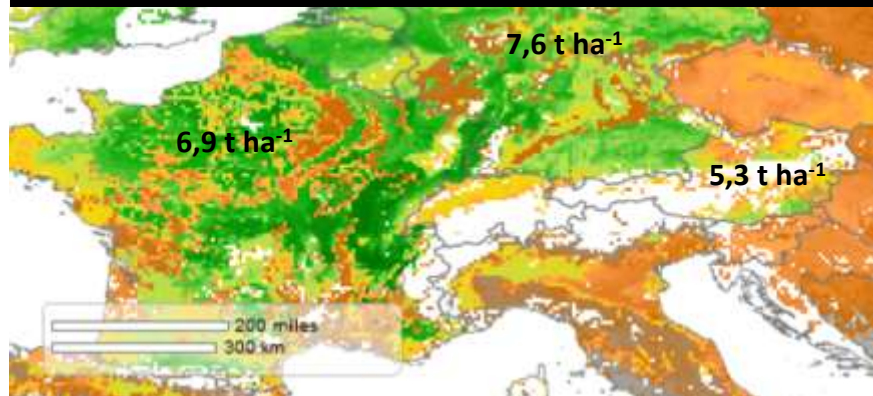 7,6 t ha⁻¹
6,9 t ha⁻¹
5,3 t ha⁻¹
200 miles
300 km